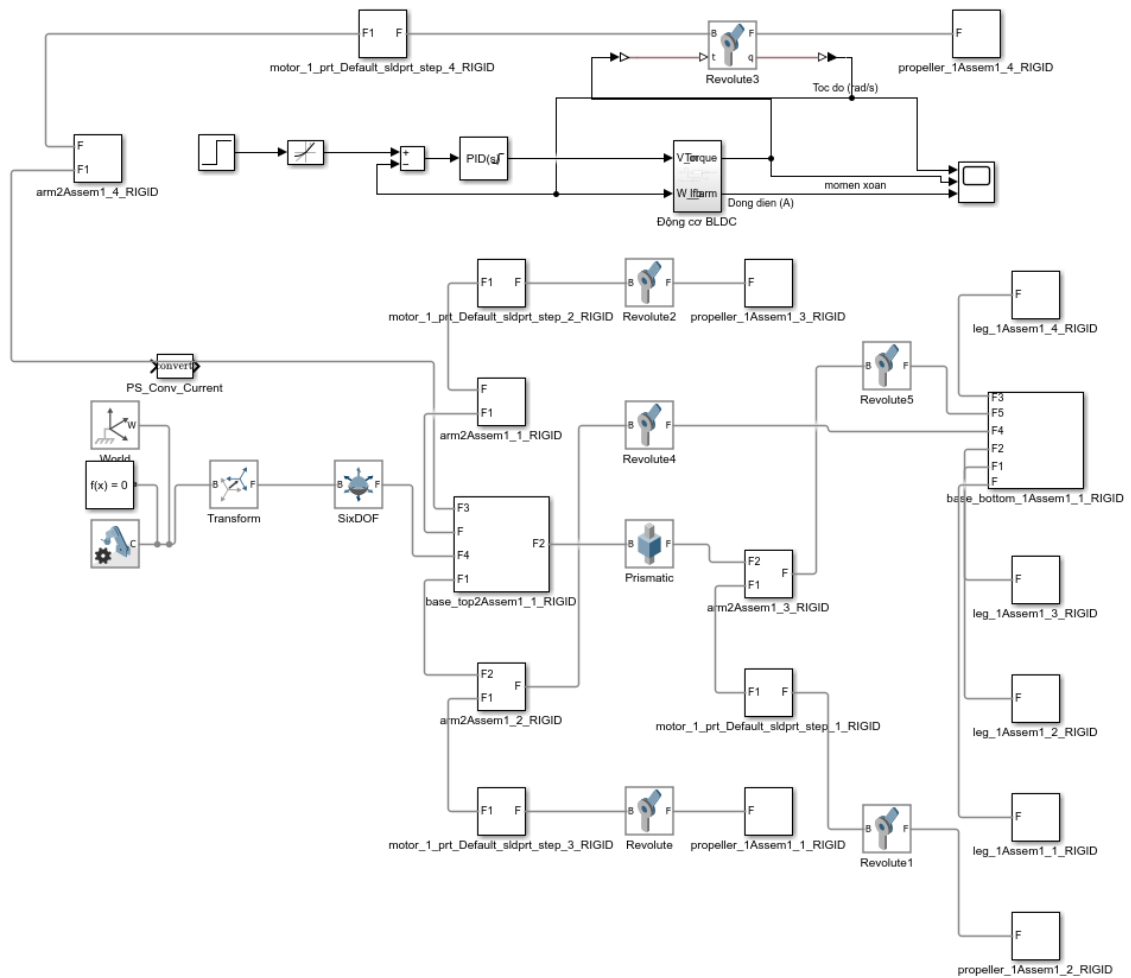 F1 F
motor_1_prt_Default_sldprt_step_4_RIGID
B F
t q
Revolute3
F
propeller_1Assem1_4_RIGID
Toc do (rad/s)
F
F1
arm2Assem1_4_RIGID
+
−
PID(s)
Torque
momen xoan
Dong dien (A)
Động cơ BLDC
F1 F
motor_1_prt_Default_sldprt_step_2_RIGID
B F
Revolute2
F
propeller_1Assem1_3_RIGID
F
leg_1Assem1_4_RIGID
convert
PS_Conv_Current
B F
Revolute5
F
F1
arm2Assem1_1_RIGID
W
World
B F
Revolute4
F3
F5
F4
F2
F1
F
base_bottom_1Assem1_1_RIGID
f(x) = 0
B F
Transform
B F
SixDOF
C
F3
F
F4
F1
F2
base_top2Assem1_1_RIGID
B F
Prismatic
F2
F1
F
arm2Assem1_3_RIGID
F
leg_1Assem1_3_RIGID
F2
F1
F
arm2Assem1_2_RIGID
F1 F
motor_1_prt_Default_sldprt_step_1_RIGID
F
leg_1Assem1_2_RIGID
F1 F
motor_1_prt_Default_sldprt_step_3_RIGID
B F
Revolute
F
propeller_1Assem1_1_RIGID
B F
Revolute1
F
leg_1Assem1_1_RIGID
F
propeller_1Assem1_2_RIGID